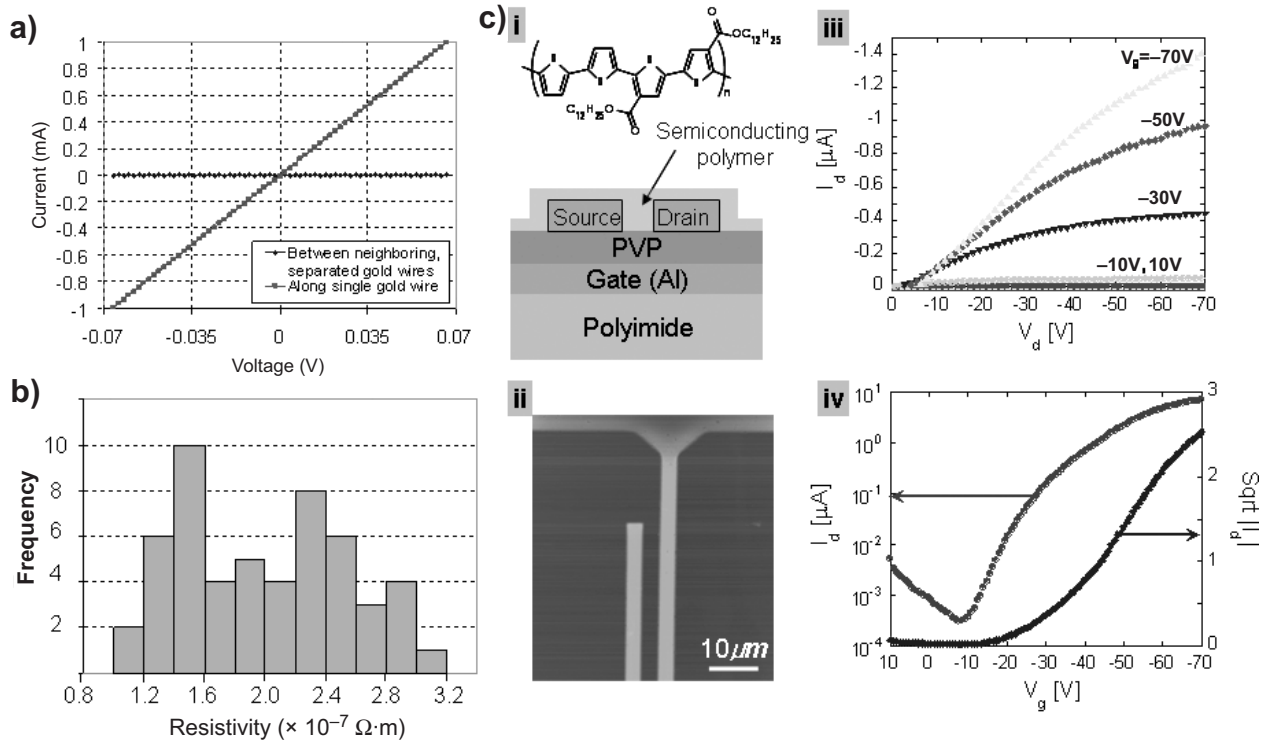 a)
1
0.8
0.6
0.4
0.2
0
-0.2
-0.4
-0.6
-0.8
-1
Current (mA)
-0.07
-0.035
0
0.035
0.07
Voltage (V)
Between neighboring,
separated gold wires
Along single gold wire
b)
10
8
6
4
2
Frequency
0.8
1.2
1.6
2.0
2.4
2.8
3.2
Resistivity (× 10⁻⁷ Ω·m)
c)
i
OC₁₂H₂₅
O
S
S
S
S
n
C₁₂H₂₅O
O
Semiconducting
polymer
Source
Drain
PVP
Gate (Al)
Polyimide
ii
10μm
iii
-1.4
-1.2
-1
-0.8
-0.6
-0.4
-0.2
0
I_d [μA]
V_g=–70V
–50V
–30V
–10V, 10V
0
-10
-20
-30
-40
-50
-60
-70
V_d [V]
iv
10¹
10⁰
10⁻¹
10⁻²
10⁻³
10⁻⁴
I_d [μA]
3
2
1
0
Sqrt |I_d|
10
0
-10
-20
-30
-40
-50
-60
-70
V_g [V]